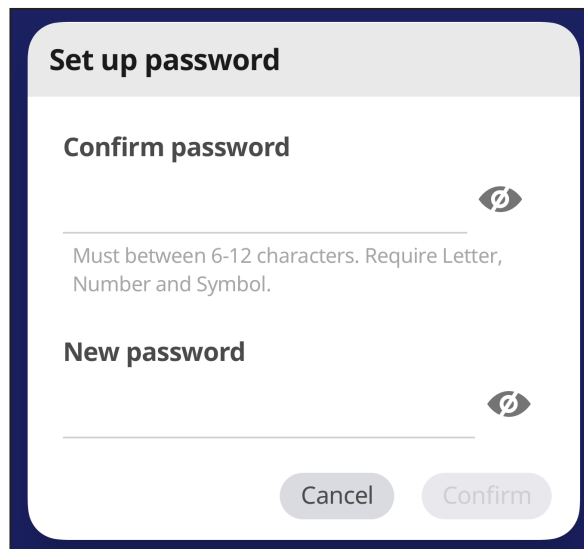 Set up password
Confirm password
Must between 6-12 characters. Require Letter,
Number and Symbol.
New password
Cancel
Confirm